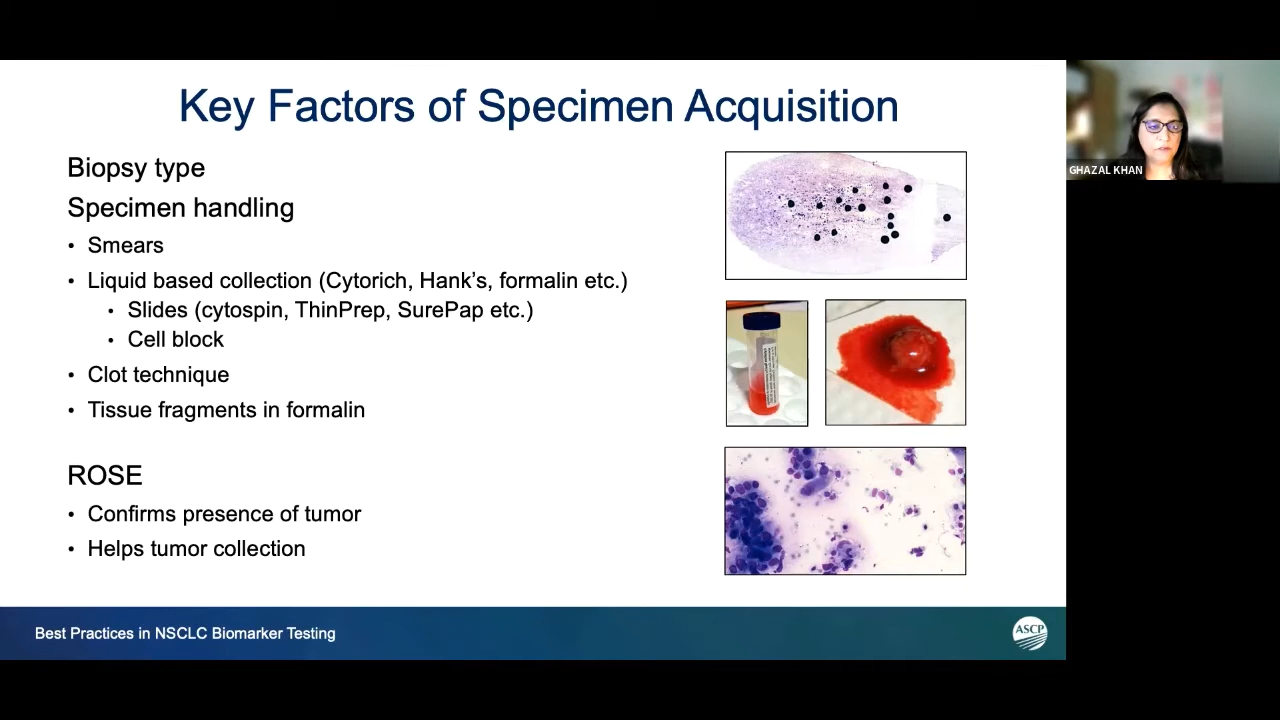 Key Factors of Specimen Acquisition
Biopsy type
Specimen handling
• Smears
• Liquid based collection (Cytorich, Hank's, formalin etc.)
• Slides (cytospin, ThinPrep, SurePap etc.)
• Cell block
• Clot technique
• Tissue fragments in formalin
ROSE
• Confirms presence of tumor
• Helps tumor collection
Best Practices in NSCLC Biomarker Testing
ASCP
GHAZAL KHAN